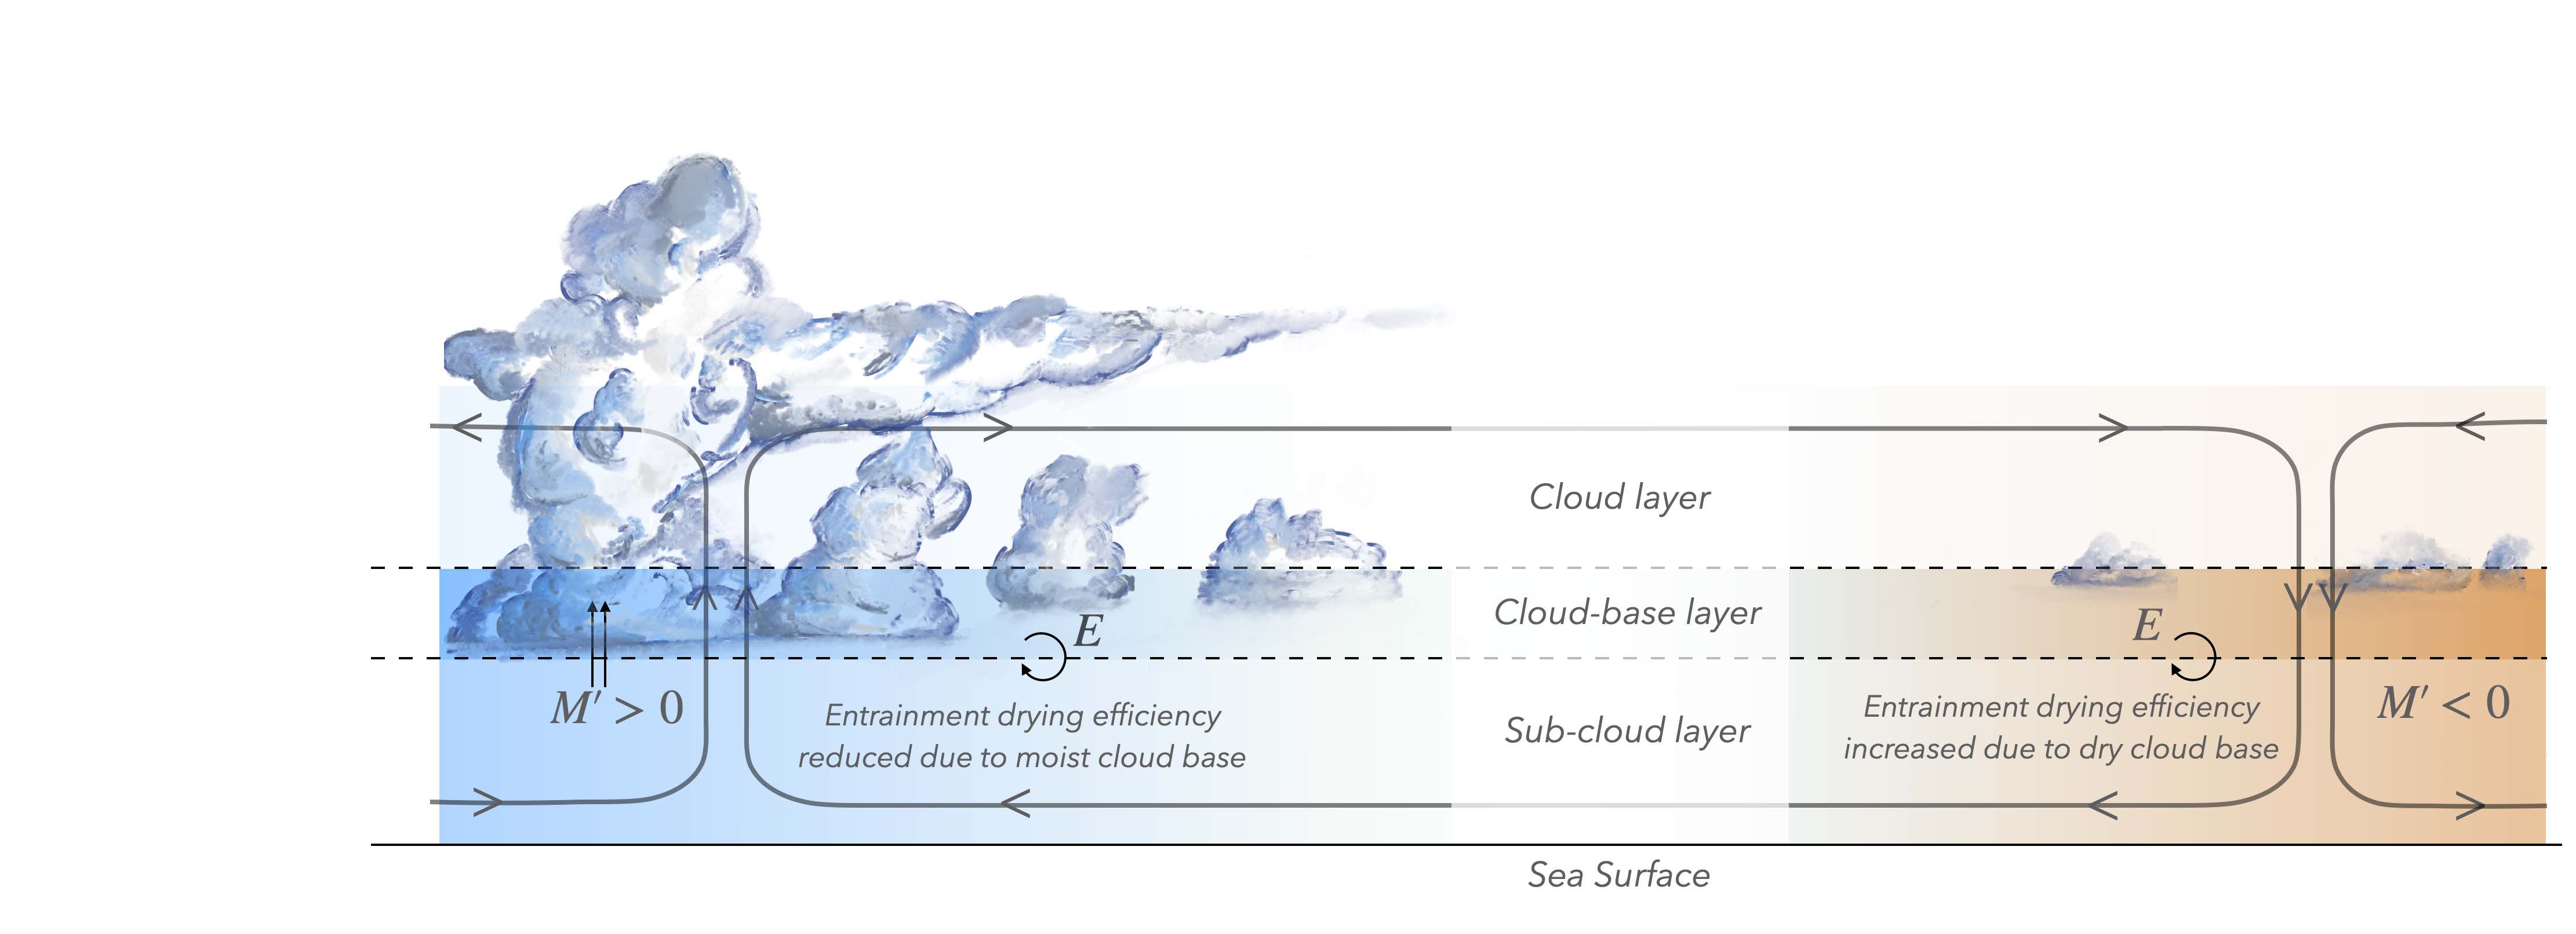 Cloud layer
Cloud-base layer
E
E
M′ > 0
Entrainment drying efficiency
reduced due to moist cloud base
Sub-cloud layer
Entrainment drying efficiency
increased due to dry cloud base
M′ < 0
Sea Surface